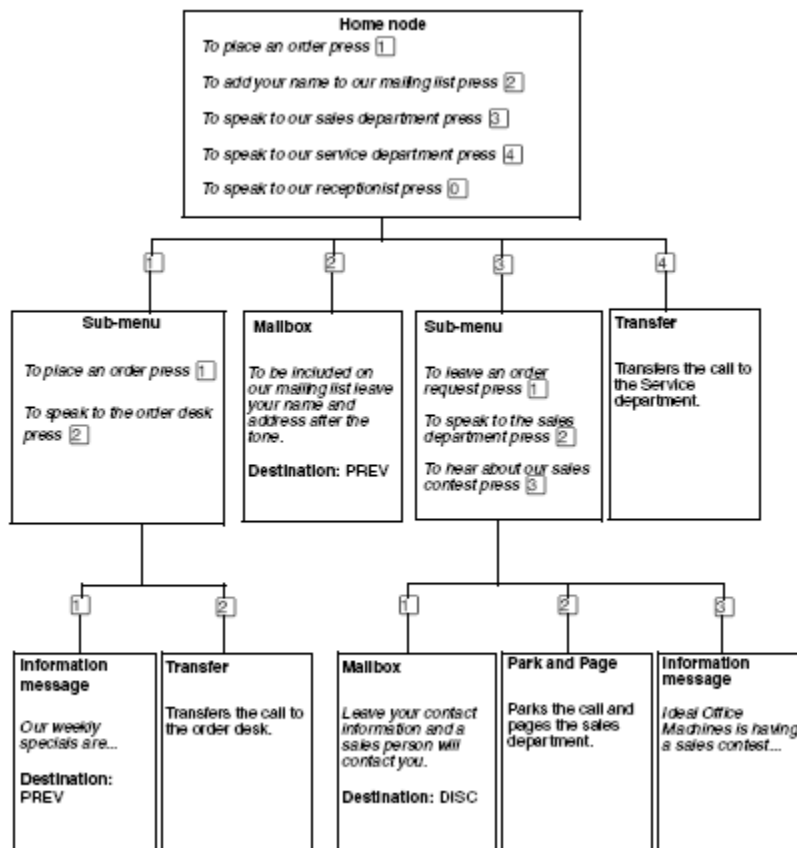 Home node
To place an order press 1
To add your name to our mailing list press 2
To speak to our sales department press 3
To speak to our service department press 4
To speak to our receptionist press 0
1
2
3
4
Sub-menu
To place an order press 1
To speak to the order desk
press 2
Mailbox
To be included on
our mailing list leave
your name and
address after the
tone.
Destination: PREV
Sub-menu
To leave an order
request press 1
To speak to the sales
department press 2
To hear about our sales
contest press 3
Transfer
Transfers the call to
the Service
department.
1
2
1
2
3
Information
message
Our weekly
specials are...
Destination:
PREV
Transfer
Transfers the call to
the order desk.
Mailbox
Leave your contact
information and a
sales person will
contact you.
Destination: DISC
Park and Page
Parks the call and
pages the sales
department.
Information
message
Ideal Office
Machines is having
a sales contest...